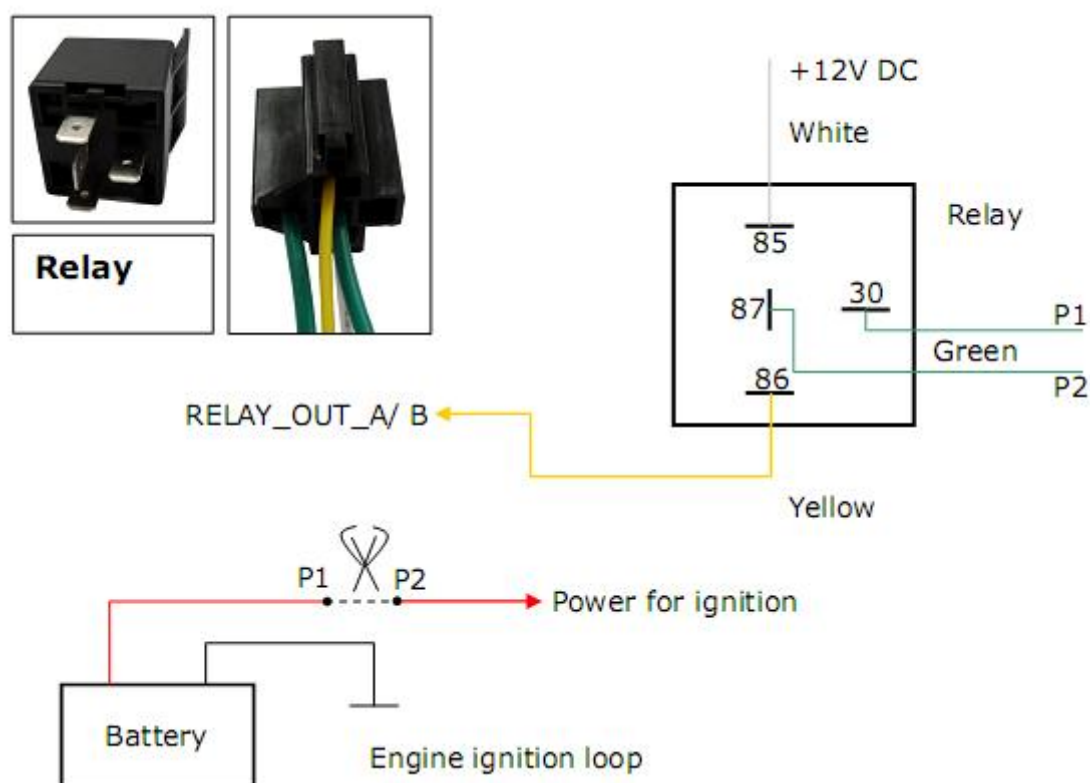 Relay
+12V DC
White
85
Relay
87
30
P1
Green
86
P2
RELAY_OUT_A/ B
Yellow
P1
P2
Power for ignition
Battery
Engine ignition loop